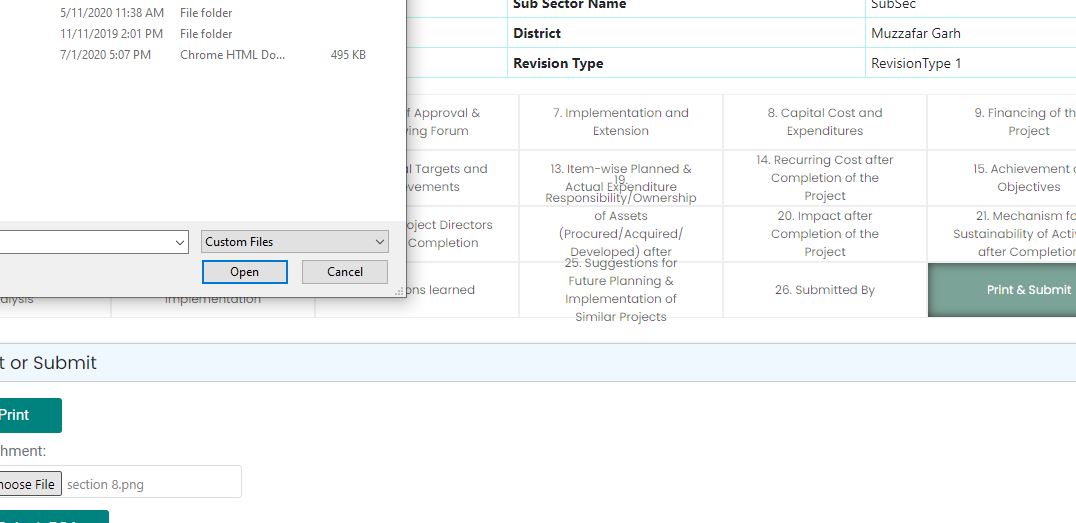 5/11/2020 11:38 AM File folder
11/11/2019 2:01 PM File folder
7/1/2020 5:07 PM Chrome HTML Do... 495 KB
Custom Files
Open Cancel
Sub Sector Name SubSec
District Muzzafar Garh
Revision Type RevisionType 1
f Approval &
ving Forum
7. Implementation and
Extension
8. Capital Cost and
Expenditures
9. Financing of th
Project
al Targets and
vements
13. Item-wise Planned &
Actual Expenditure
14. Recurring Cost after
Completion of the
Project
15. Achievement o
Objectives
oject Directors
Completion
19.
Responsibility/Ownership
of Assets
(Procured/Acquired/
Developed) after
20. Impact after
Completion of the
Project
21. Mechanism fo
Sustainability of Activ
after Completion
alysis
Implementation
ons learned
25. Suggestions for
Future Planning &
Implementation of
Similar Projects
26. Submitted By
Print & Submit
t or Submit
Print
hment:
hoose File section 8.png